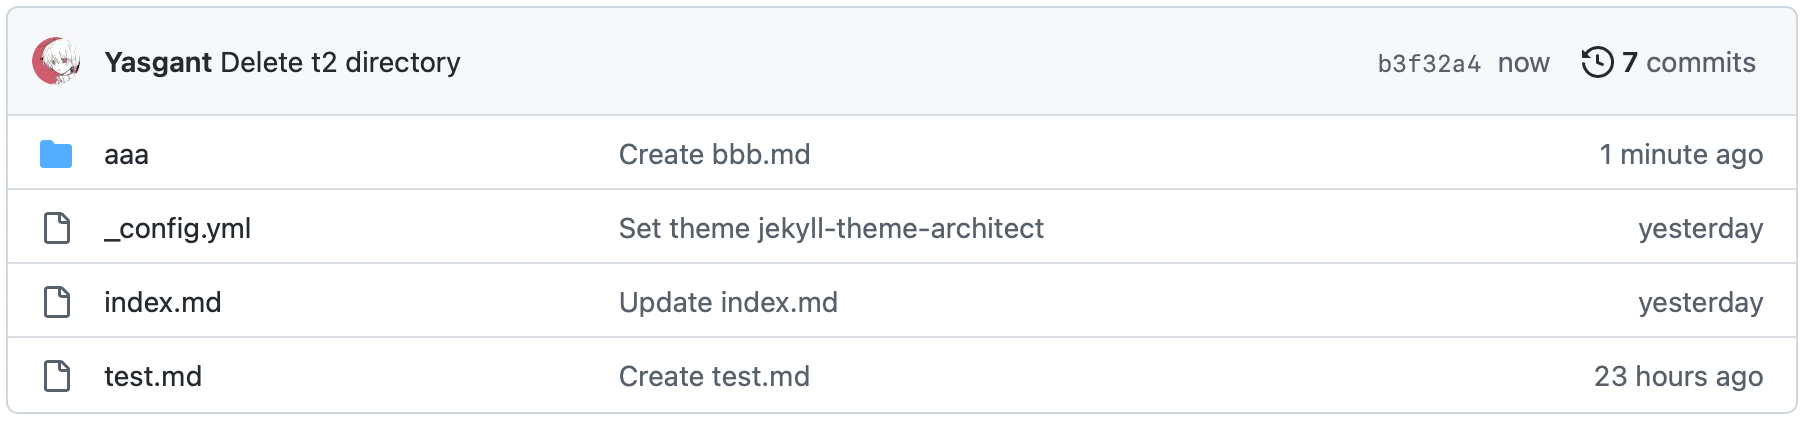 Yasgant Delete t2 directory b3f32a4 now 7 commits
aaa Create bbb.md 1 minute ago
_config.yml Set theme jekyll-theme-architect yesterday
index.md Update index.md yesterday
test.md Create test.md 23 hours ago